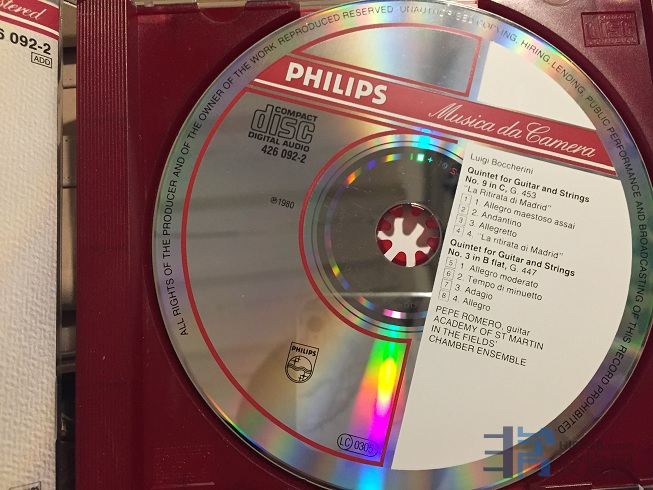 6 092-2
ADD
ALL RIGHTS OF THE PRODUCER AND OF THE OWNER OF THE WORK REPRODUCED RESERVED · UNAUTHORISED COPYING, HIRING, LENDING, PUBLIC PERFORMANCE AND BROADCASTING OF THIS RECORD PROHIBITED
PHILIPS
Musica da Camera
COMPACT
disc
DIGITAL AUDIO
426 092-2
℗1980
Luigi Boccherini
Quintet for Guitar and Strings
No. 9 in C, G. 453
"La Ritirata di Madrid"
1 1 Allegro maestoso assai
2 2. Andantino
3 3. Allegretto
4 4. "La ritirata di Madrid"
Quintet for Guitar and Strings
No. 3 in B flat, G. 447
5 1 Allegro moderato
6 2. Tempo di minuetto
7 3. Adagio
8 4. Allegro
PEPE ROMERO, guitar
ACADEMY OF ST MARTIN
IN THE FIELDS'
CHAMBER ENSEMBLE
PHILIPS
LC 0305